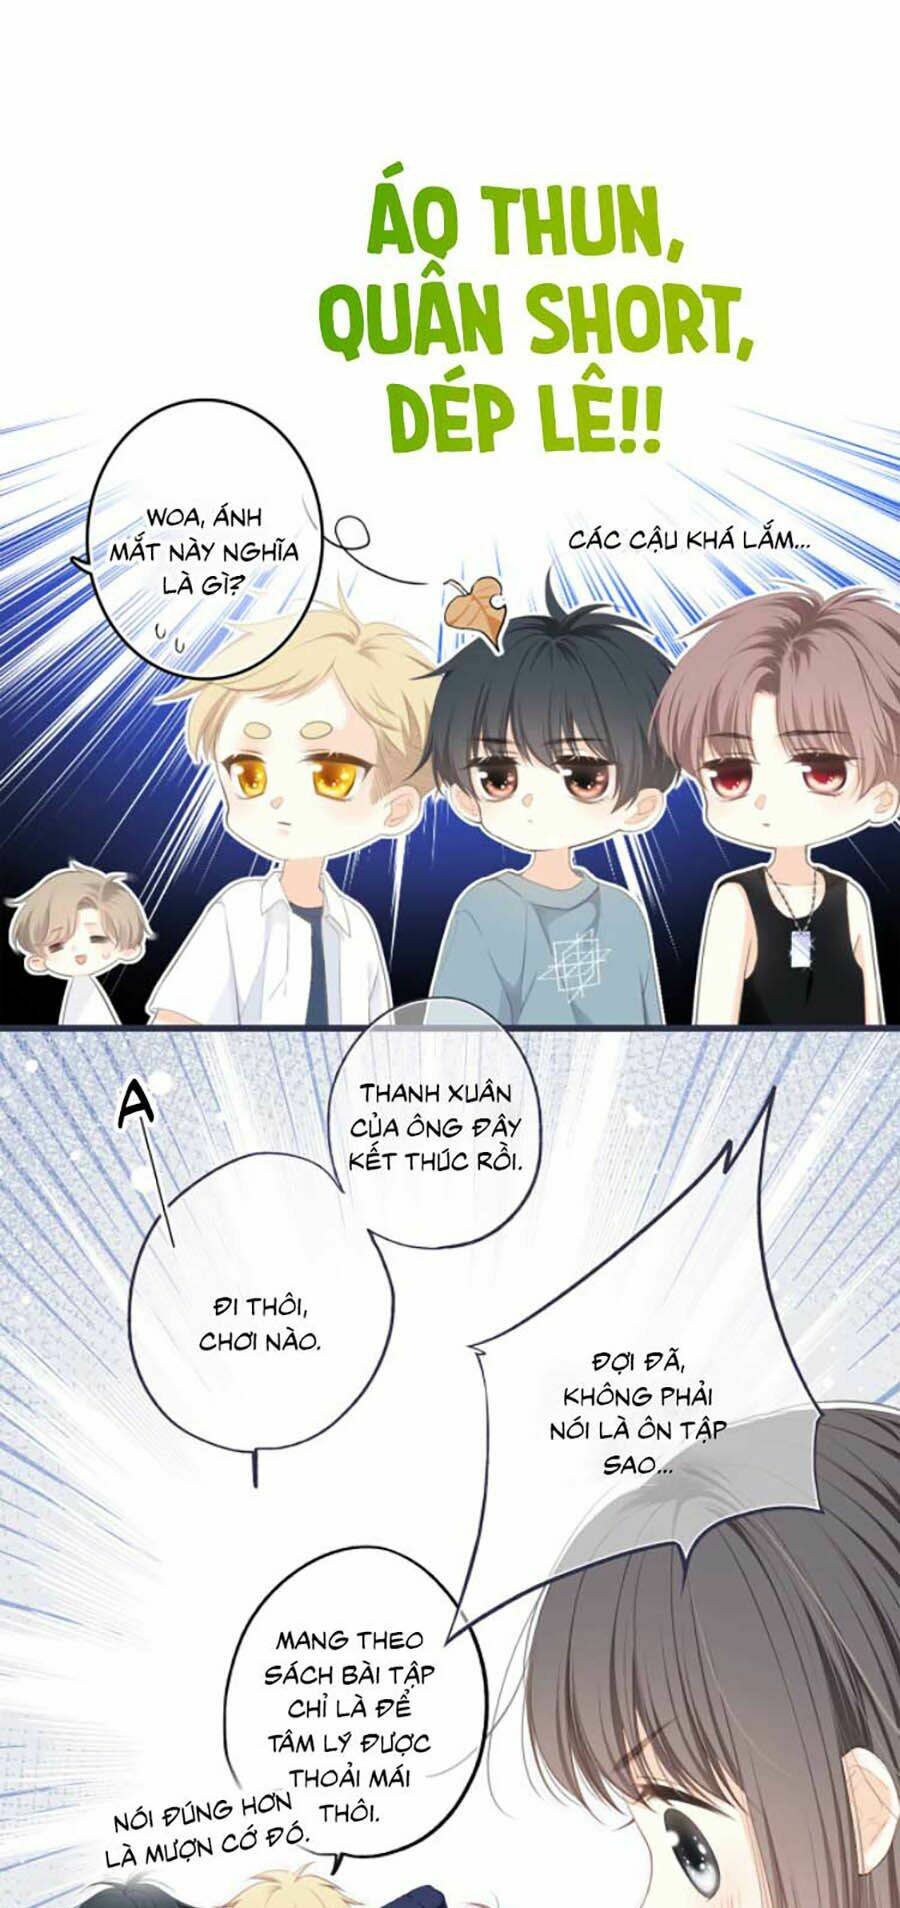 ÁO THUN,
QUẦN SHORT,
DÉP LÊ!!
WOA, ÁNH
MẮT NÀY NGHĨA
LÀ GÌ?
CÁC CẬU KHÁ LẮM...
A
THANH XUÂN
CỦA ÔNG ĐÂY
KẾT THÚC RỒI.
ĐI THÔI,
CHƠI NÀO.
ĐỢI ĐÃ,
KHÔNG PHẢI
NÓI LÀ ÔN TẬP
SAO...
MANG THEO
SÁCH BÀI TẬP
CHỈ LÀ ĐỂ
TÂM LÝ ĐƯỢC
THOẢI MÁI
THÔI.
NÓI ĐÚNG HƠN
LÀ MƯỢN CỚ ĐÓ.